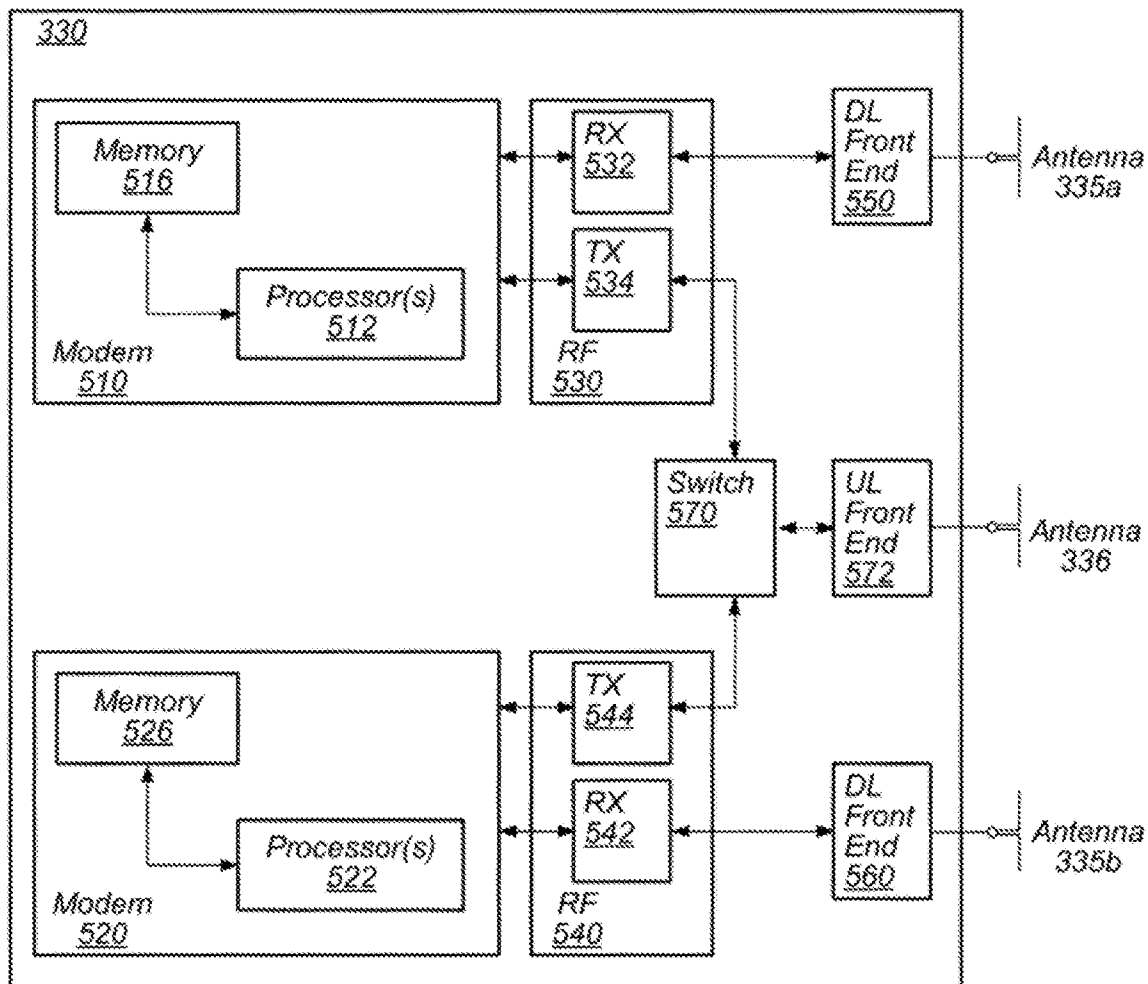 330
Memory
516
Processor(s)
512
Modem
510
RX
532
TX
534
RF
530
DL
Front
End
550
Antenna
335a
Switch
570
UL
Front
End
572
Antenna
336
Memory
526
Processor(s)
522
Modem
520
TX
544
RX
542
RF
540
DL
Front
End
560
Antenna
335b